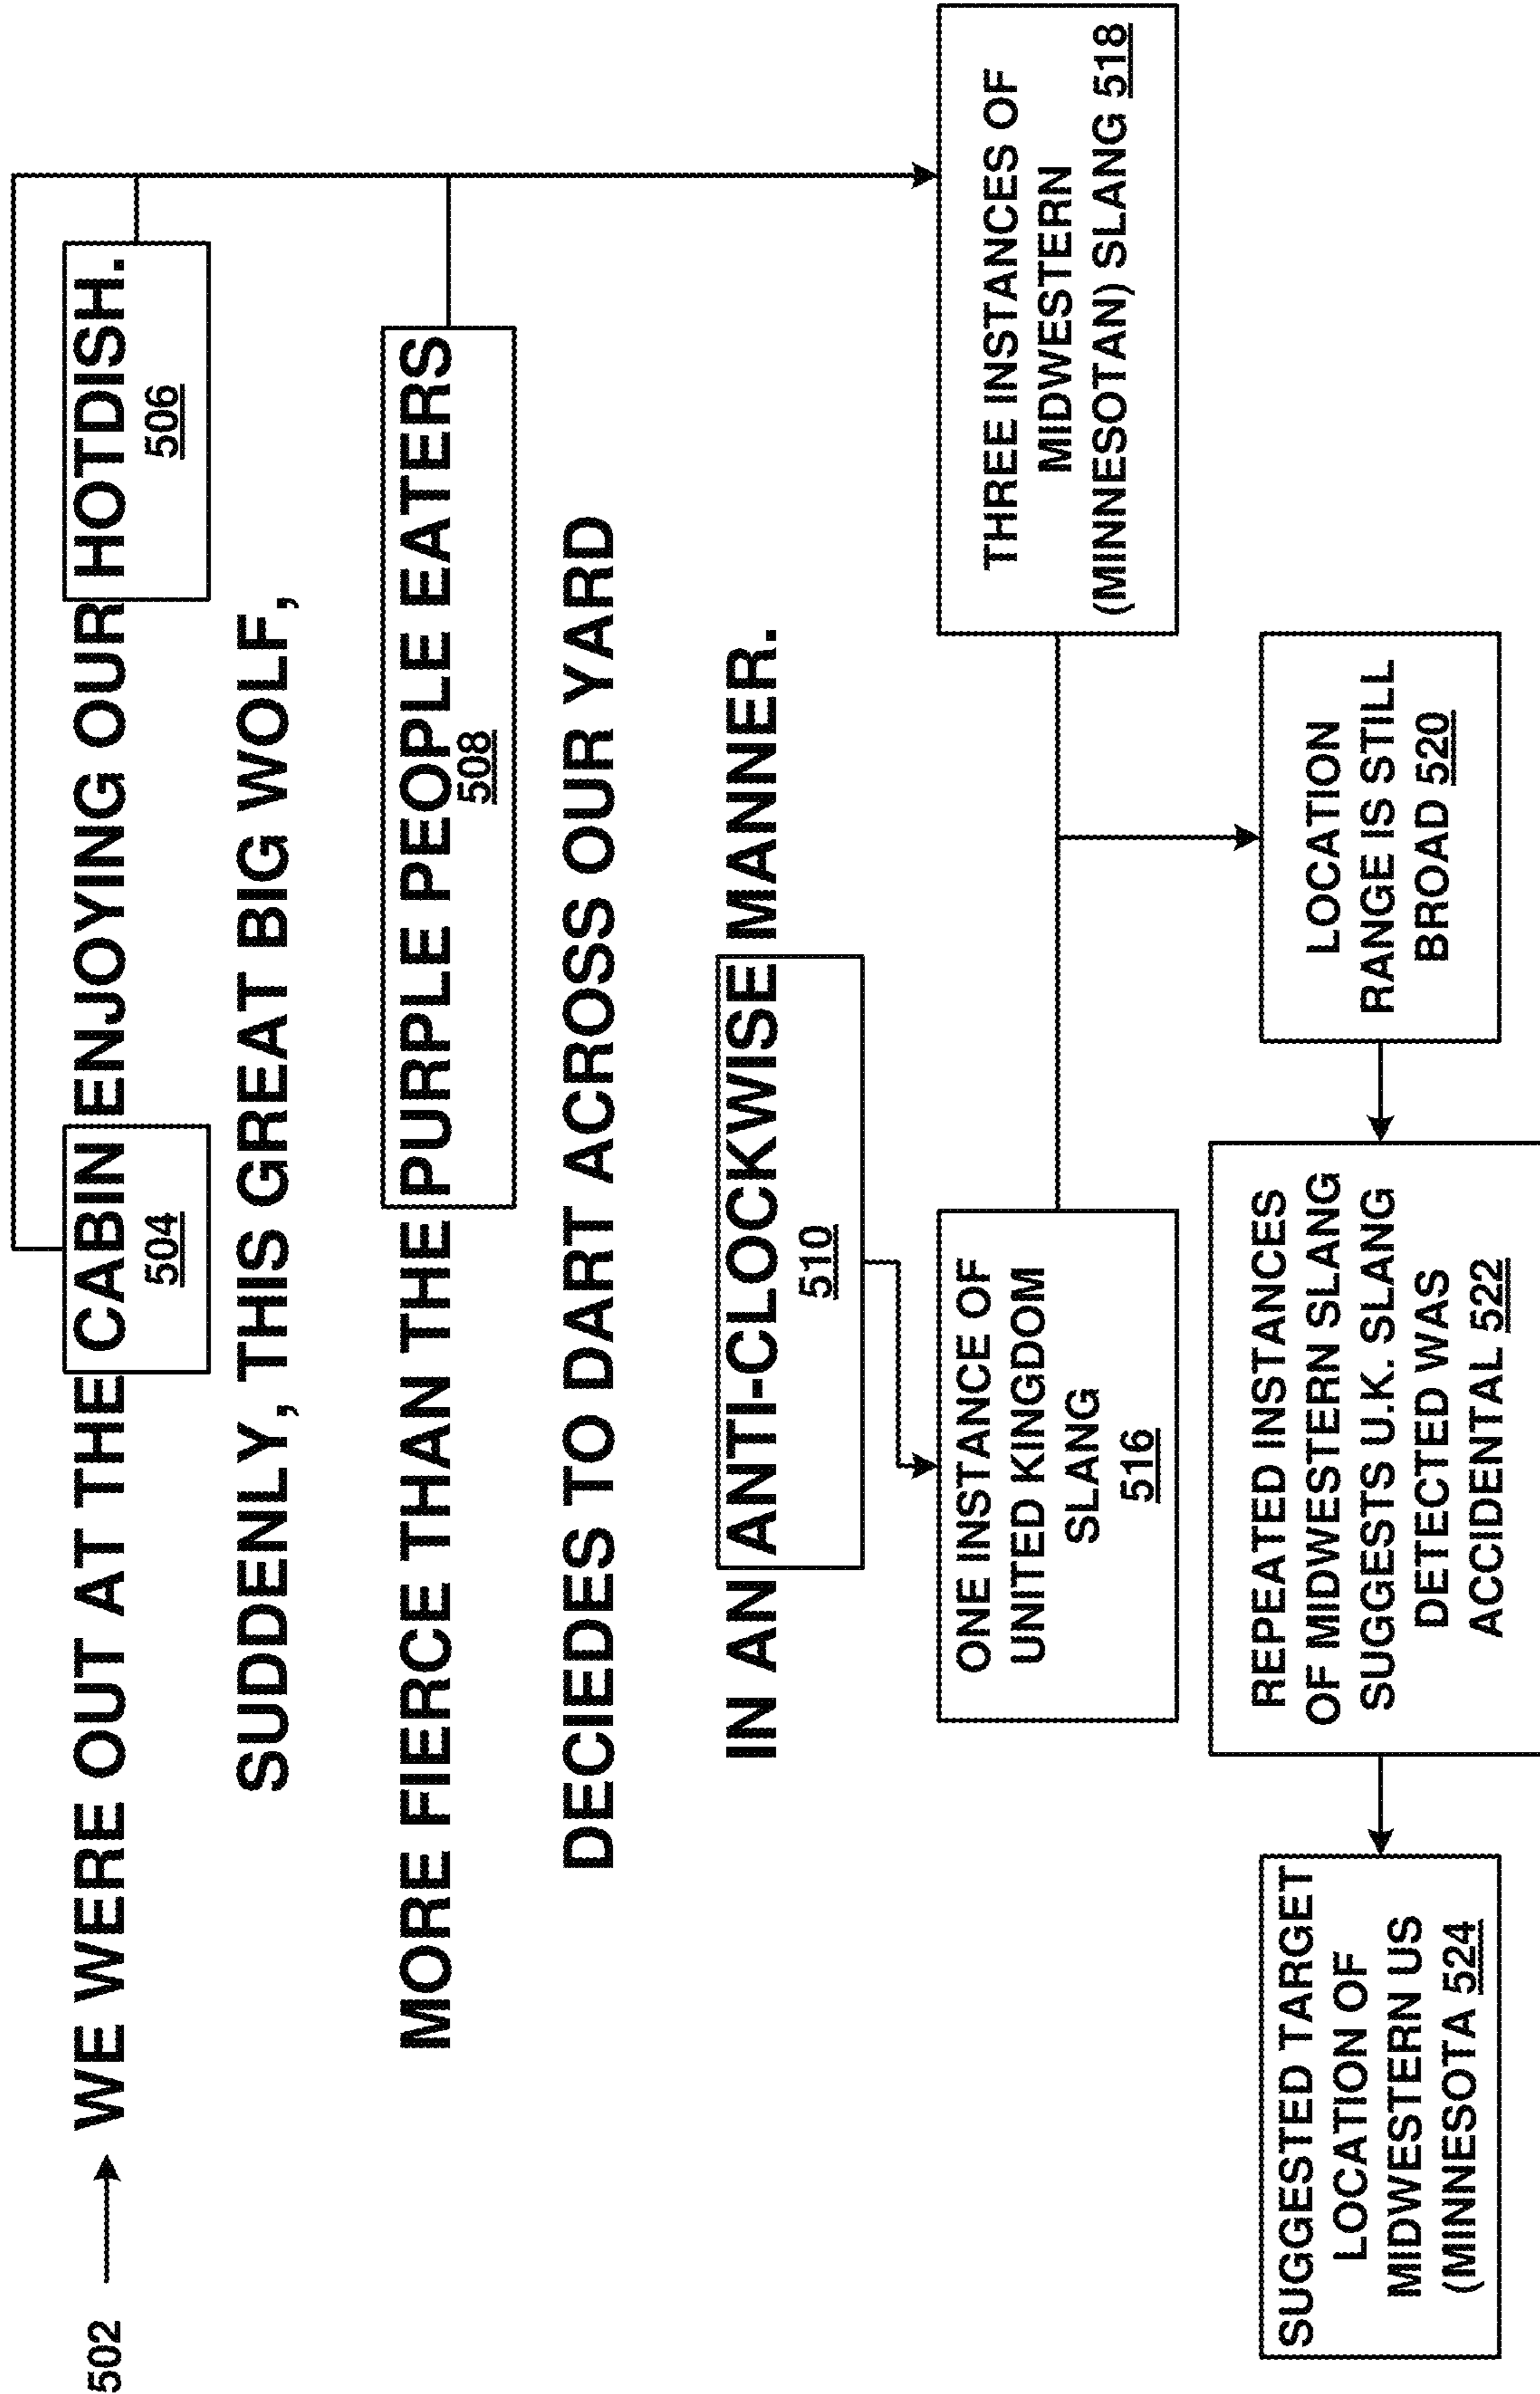 502
WE WERE OUT AT THE CABIN ENJOYING OUR HOTDISH.
504
506
SUDDENLY, THIS GREAT BIG WOLF,
MORE FIERCE THAN THE PURPLE PEOPLE EATERS
508
DECIEDES TO DART ACROSS OUR YARD
IN AN ANTI-CLOCKWISE MANNER.
510
ONE INSTANCE OF
UNITED KINGDOM
SLANG
516
THREE INSTANCES OF
MIDWESTERN
(MINNESOTAN) SLANG 518
LOCATION
RANGE IS STILL
BROAD 520
REPEATED INSTANCES
OF MIDWESTERN SLANG
SUGGESTS U.K. SLANG
DETECTED WAS
ACCIDENTAL 522
SUGGESTED TARGET
LOCATION OF
MIDWESTERN US
(MINNESOTA 524